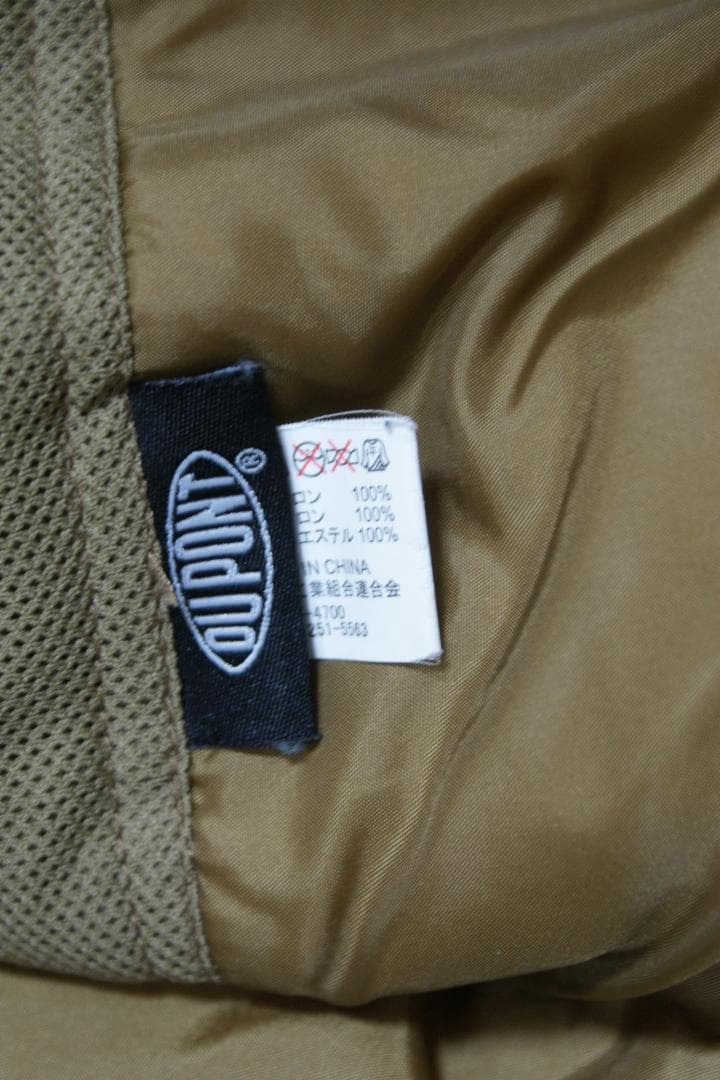 DUPONT®
ロン 100%
ロン 100%
エステル 100%
IN CHINA
業組合連合会
-4700
251-5563